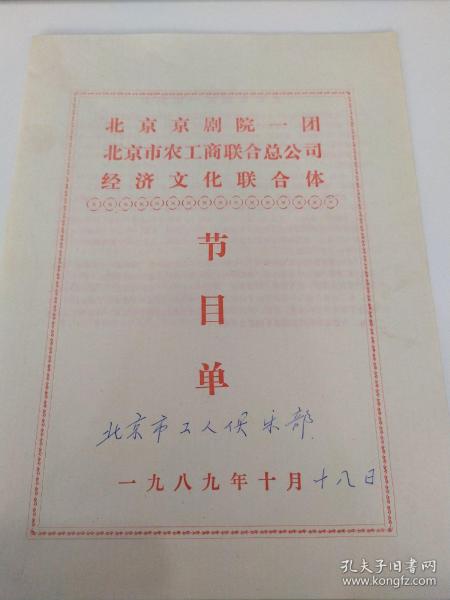 北京京剧院一团
北京市农工商联合总公司
经济文化联合体
节
目
单
北京市工人俱乐部
一九八九年十月十八日
孔夫子旧书网
www.kongfz.com